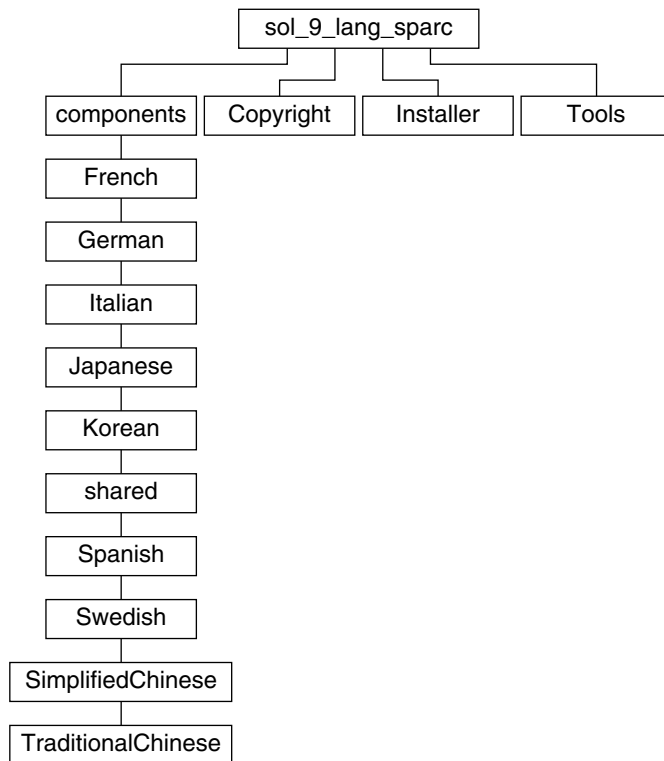 sol_9_lang_sparc
components
Copyright
Installer
Tools
French
German
Italian
Japanese
Korean
shared
Spanish
Swedish
SimplifiedChinese
TraditionalChinese